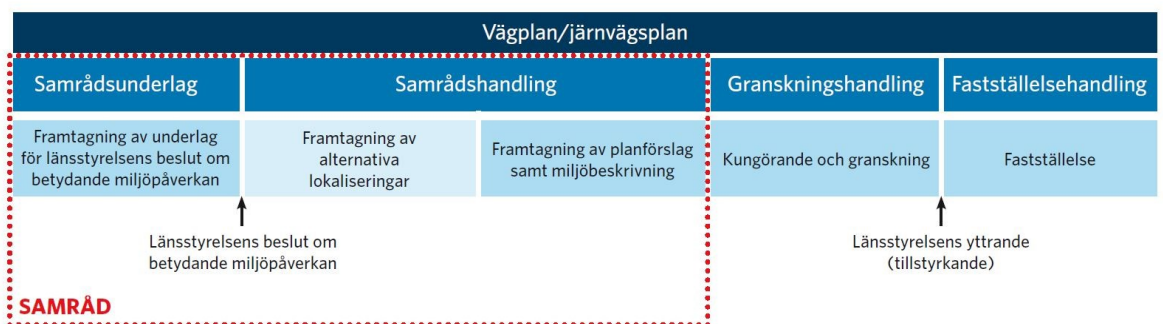 Vägplan/järnvägsplan
Samrådsunderlag
Samrådshandling
Granskningshandling
Fastställelsehandling
Framtagning av underlag
för länsstyrelsens beslut om
betydande miljöpåverkan
Framtagning av
alternativa
lokaliseringar
Framtagning av planförslag
samt miljöbeskrivning
Kungörande och granskning
Fastställelse
Länsstyrelsens beslut om
betydande miljöpåverkan
Länsstyrelsens yttrande
(tillstyrkande)
SAMRÅD